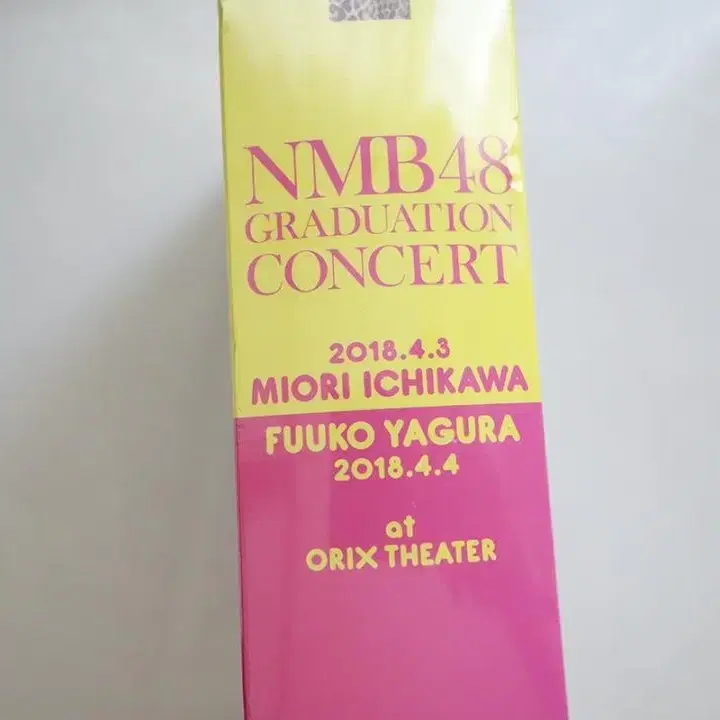 NMB48
GRADUATION
CONCERT
2018.4.3
MIORI ICHIKAWA
FUUKO YAGURA
2018.4.4
at
ORIX THEATER